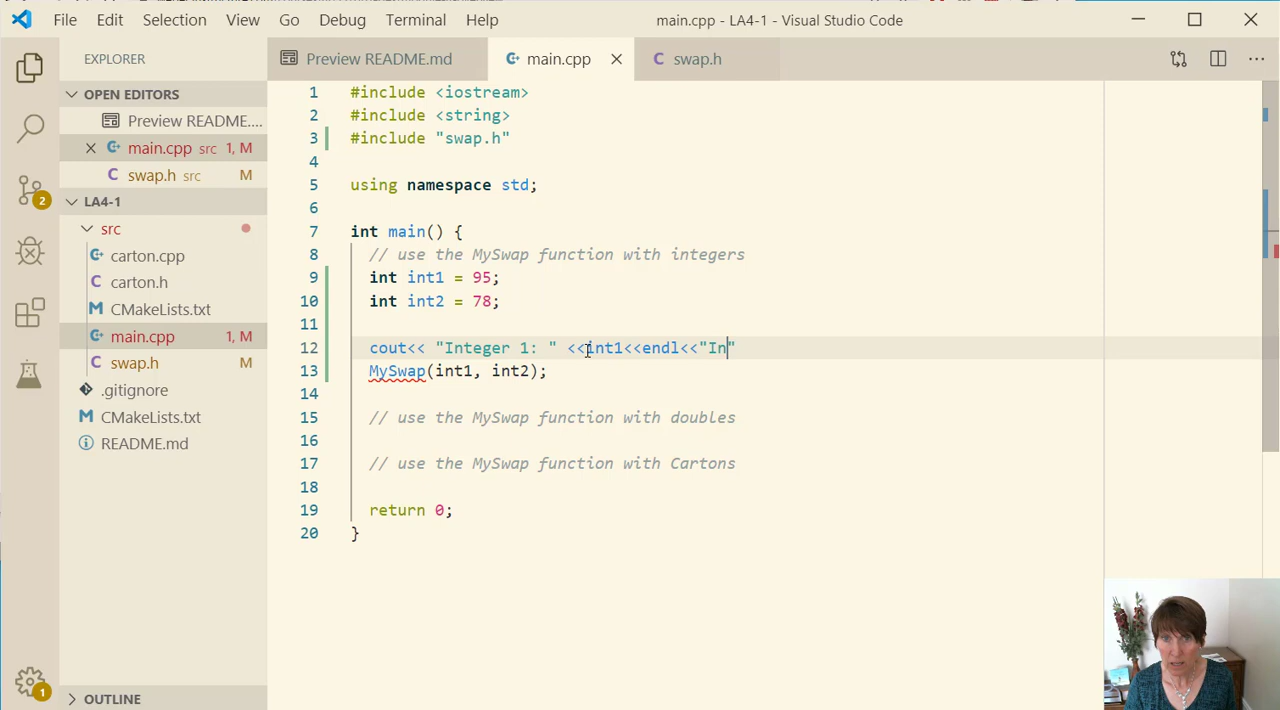 File Edit Selection View Go Debug Terminal Help main.cpp - LA4-1 - Visual Studio Code
EXPLORER
OPEN EDITORS
Preview README....
main.cpp src 1, M
swap.h src M
LA4-1
src
carton.cpp
carton.h
CMakeLists.txt
main.cpp 1, M
swap.h M
.gitignore
CMakeLists.txt
README.md
OUTLINE
2
1
Preview README.md main.cpp swap.h
1 #include <iostream>
2 #include <string>
3 #include "swap.h"
4
5 using namespace std;
6
7 int main() {
8 // use the MySwap function with integers
9 int int1 = 95;
10 int int2 = 78;
11
12 cout<< "Integer 1: " <<int1<<endl<<"In"
13 MySwap(int1, int2);
14
15 // use the MySwap function with doubles
16
17 // use the MySwap function with Cartons
18
19 return 0;
20 }